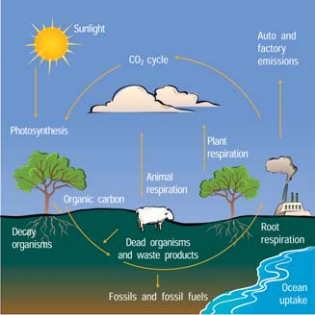 Sunlight
Auto and
factory
emissions
CO₂ cycle
Photosynthesis
Plant
respiration
Animal
respiration
Organic carbon
Decay
organisms
Dead organisms
and waste products
Root
respiration
Fossils and fossil fuels
Ocean
uptake